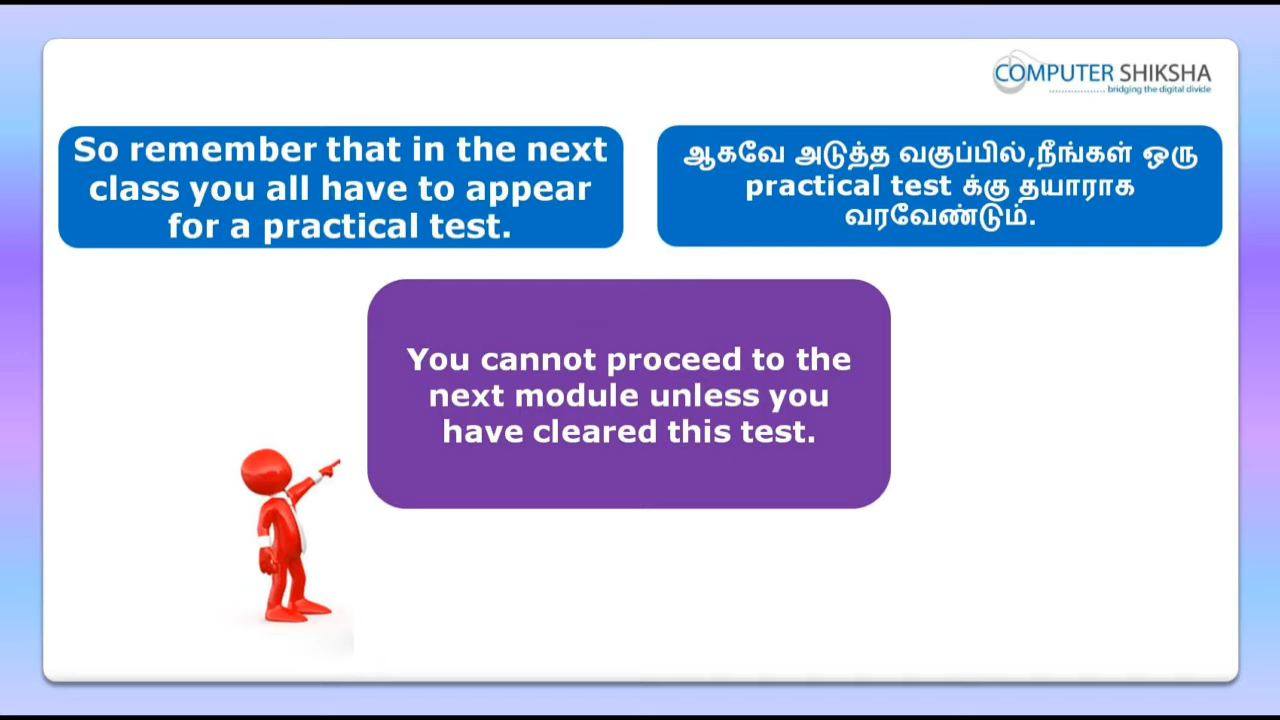 COMPUTER SHIKSHA
bridging the digital divide
So remember that in the next
class you all have to appear
for a practical test.
ஆகவே அடுத்த வகுப்பில்,நீங்கள் ஒரு
practical test க்கு தயாராக
வரவேண்டும்.
You cannot proceed to the
next module unless you
have cleared this test.